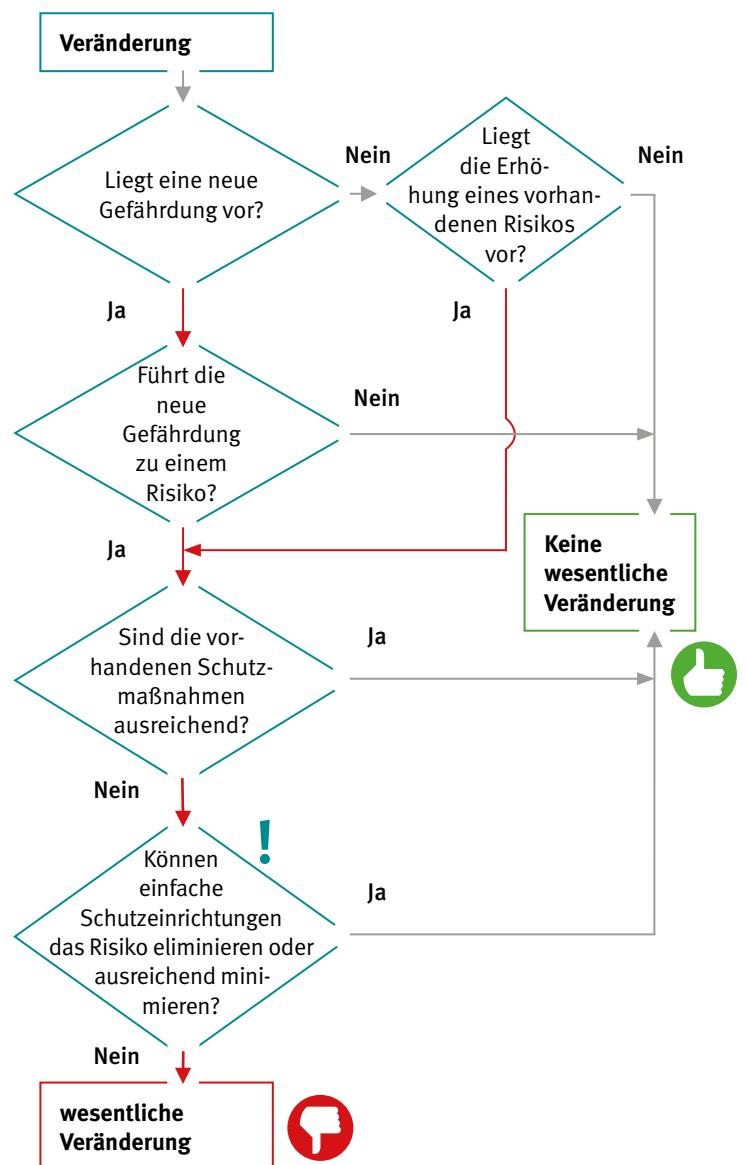 Veränderung
Liegt eine neue
Gefährdung vor?
Nein
Liegt
die Erhö-
hung eines vorhan-
denen Risikos
vor?
Nein
Ja
Ja
Führt die
neue
Gefährdung
zu einem
Risiko?
Nein
Ja
Keine
wesentliche
Veränderung
Sind die vor-
handenen Schutz-
maßnahmen
ausreichend?
Ja
Nein
!
Können
einfache
Schutzeinrichtungen
das Risiko eliminieren oder
ausreichend mini-
mieren?
Ja
Nein
wesentliche
Veränderung